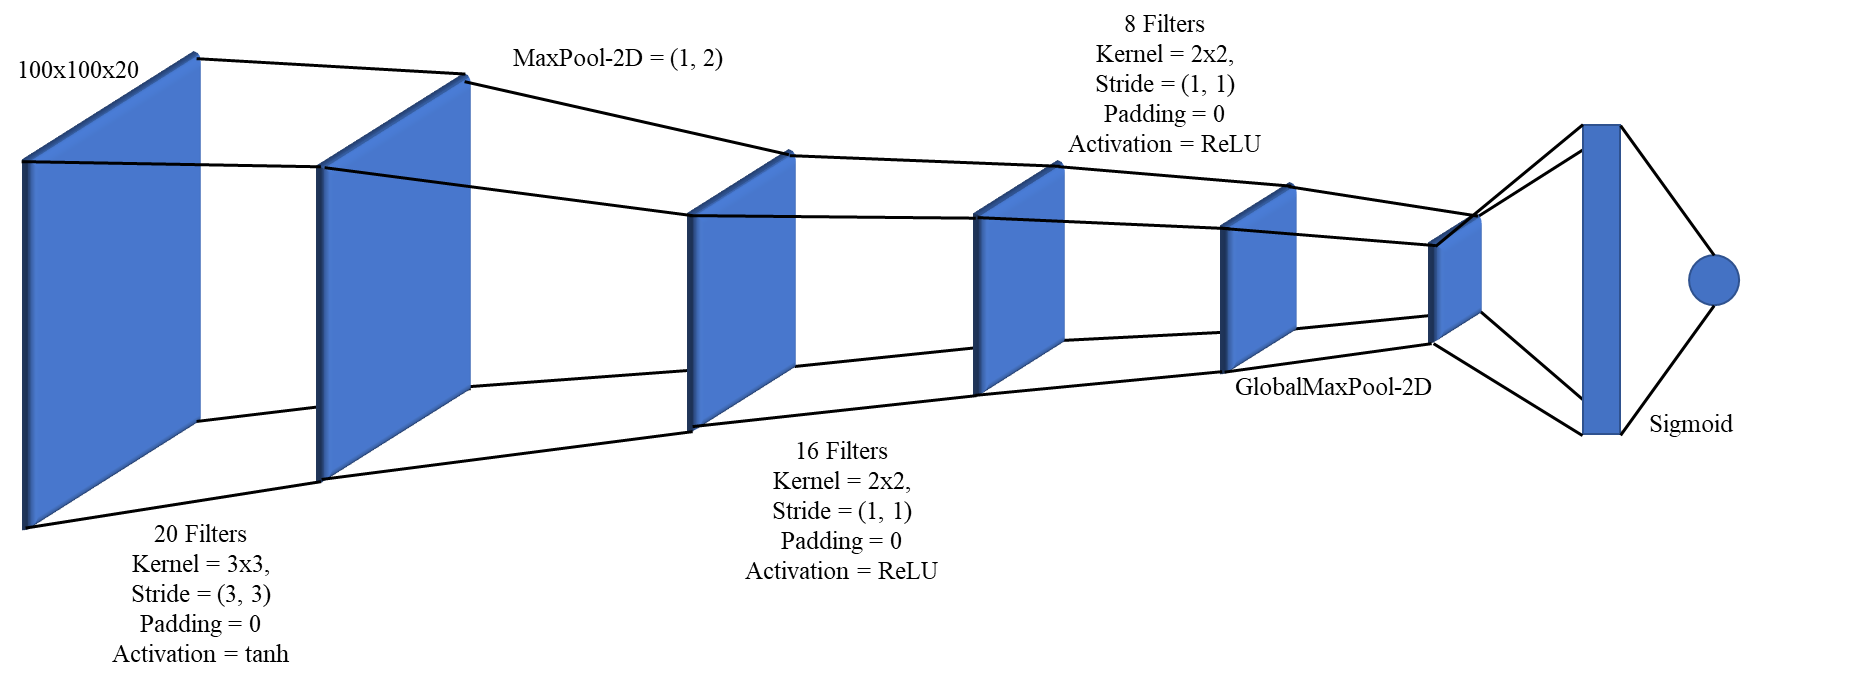 100x100x20
20 Filters
Kernel = 3x3,
Stride = (3, 3)
Padding = 0
Activation = tanh
MaxPool-2D = (1, 2)
16 Filters
Kernel = 2x2,
Stride = (1, 1)
Padding = 0
Activation = ReLU
8 Filters
Kernel = 2x2,
Stride = (1, 1)
Padding = 0
Activation = ReLU
GlobalMaxPool-2D
Sigmoid